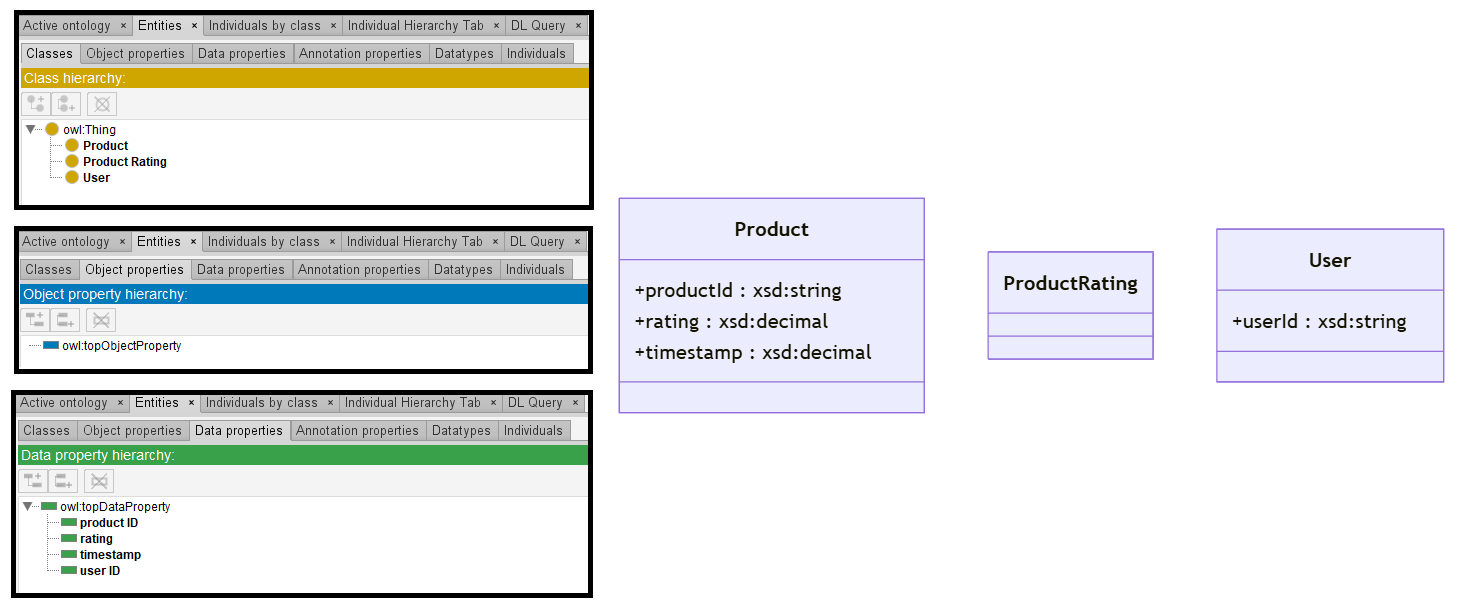 Active ontology × Entities × Individuals by class × Individual Hierarchy Tab × DL Query ×
Classes Object properties Data properties Annotation properties Datatypes Individuals
Class hierarchy:
owl:Thing
Product
Product Rating
User
Active ontology × Entities × Individuals by class × Individual Hierarchy Tab × DL Query ×
Classes Object properties Data properties Annotation properties Datatypes Individuals
Object property hierarchy:
owl:topObjectProperty
Active ontology × Entities × Individuals by class × Individual Hierarchy Tab × DL Query ×
Classes Object properties Data properties Annotation properties Datatypes Individuals
Data property hierarchy:
owl:topDataProperty
product ID
rating
timestamp
user ID
Product
+productId : xsd:string
+rating : xsd:decimal
+timestamp : xsd:decimal
ProductRating
User
+userId : xsd:string